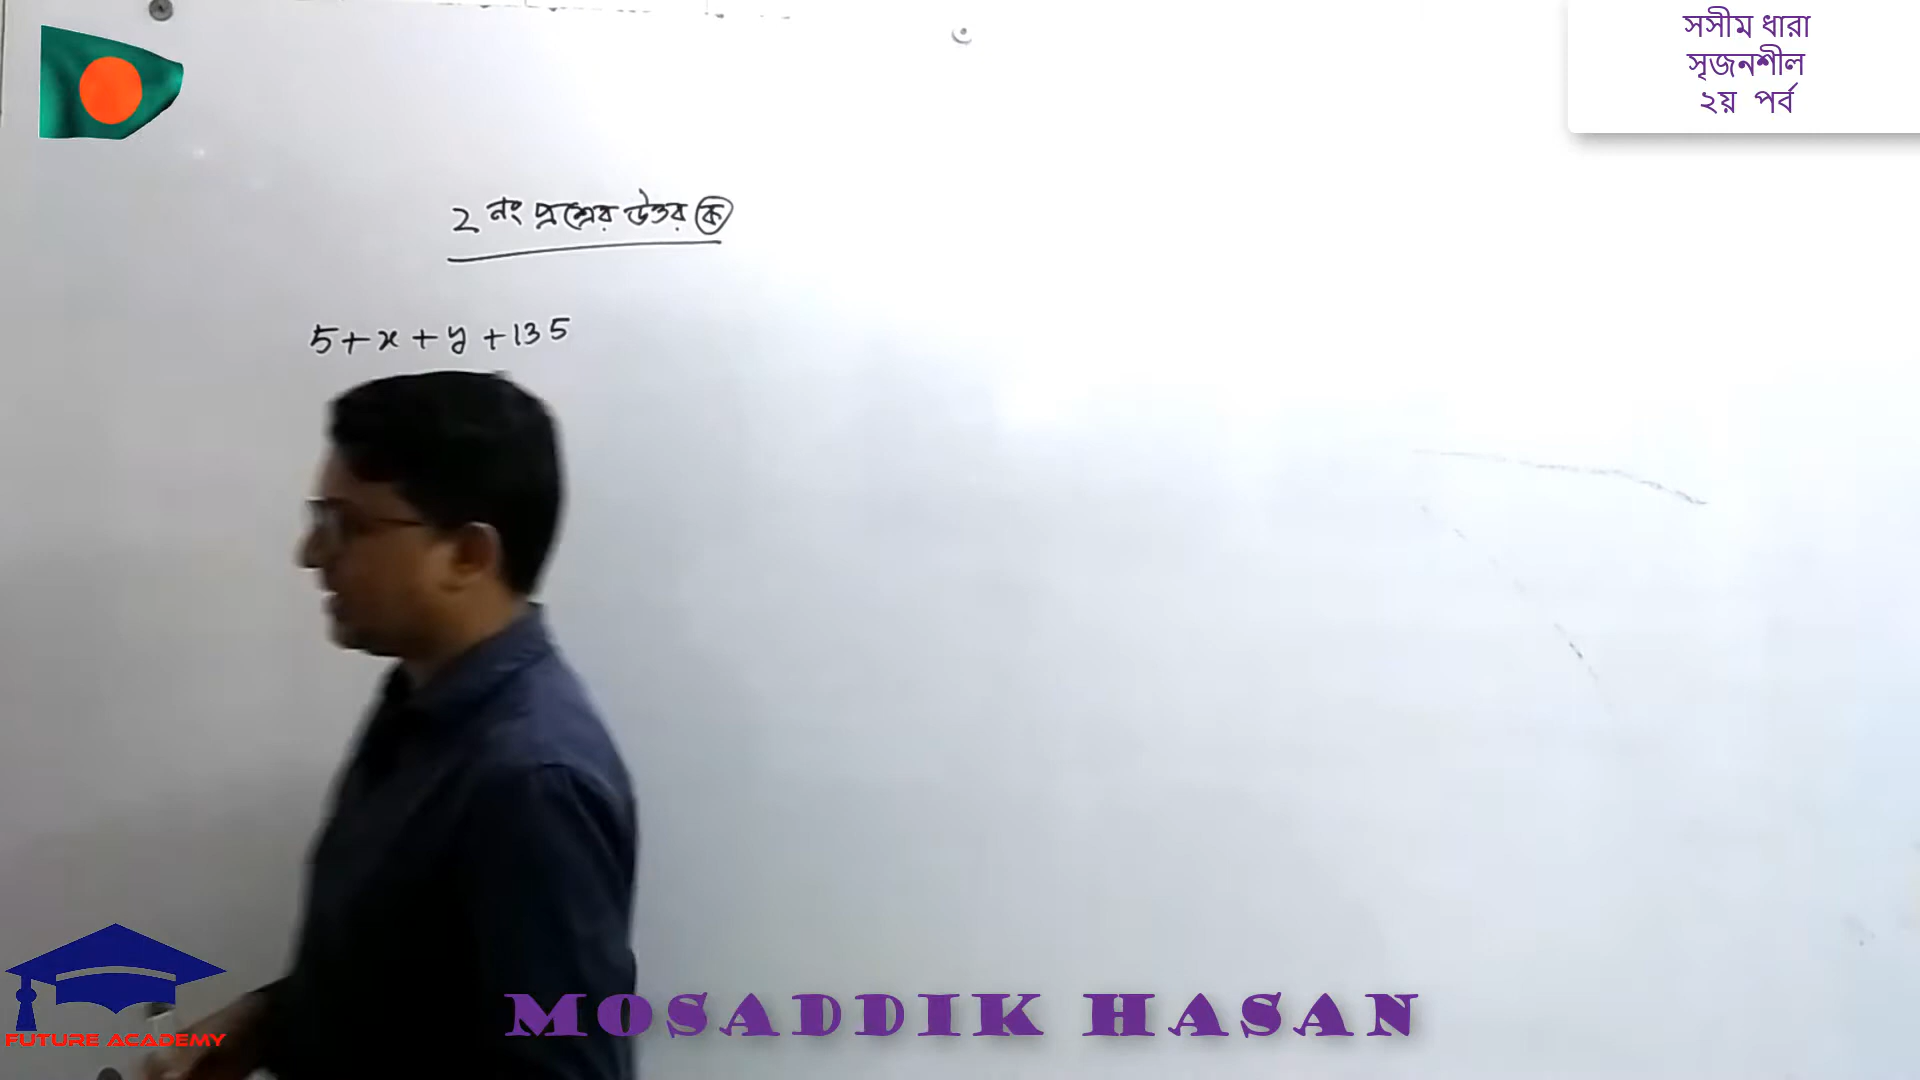 সসীম ধারা
সৃজনশীল
২য় পর্ব
2 নং প্রশ্নের উত্তর ক
5+x+y+135
FUTURE ACADEMY
MOSADDIK HASAN